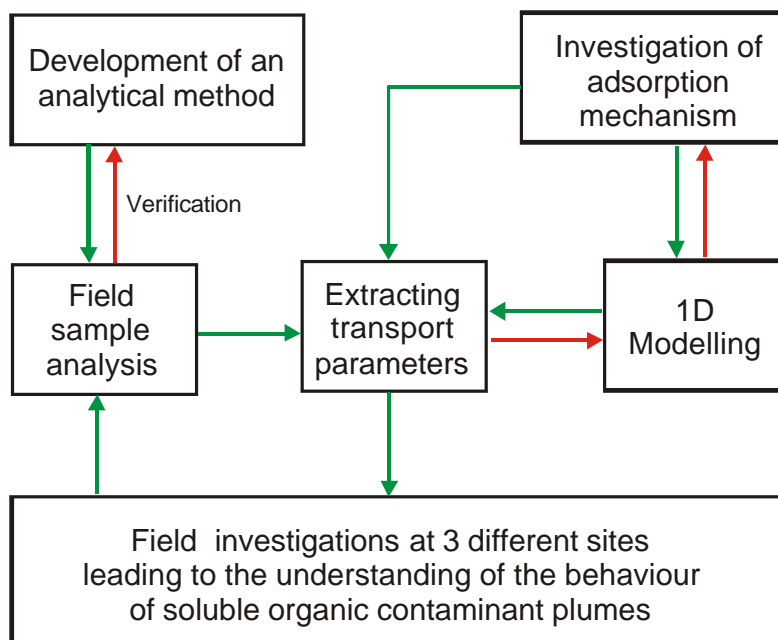 Development of an
analytical method
Investigation of
adsorption
mechanism
Verification
Field
sample
analysis
Extracting
transport
parameters
1D
Modelling
Field investigations at 3 different sites
leading to the understanding of the behaviour
of soluble organic contaminant plumes